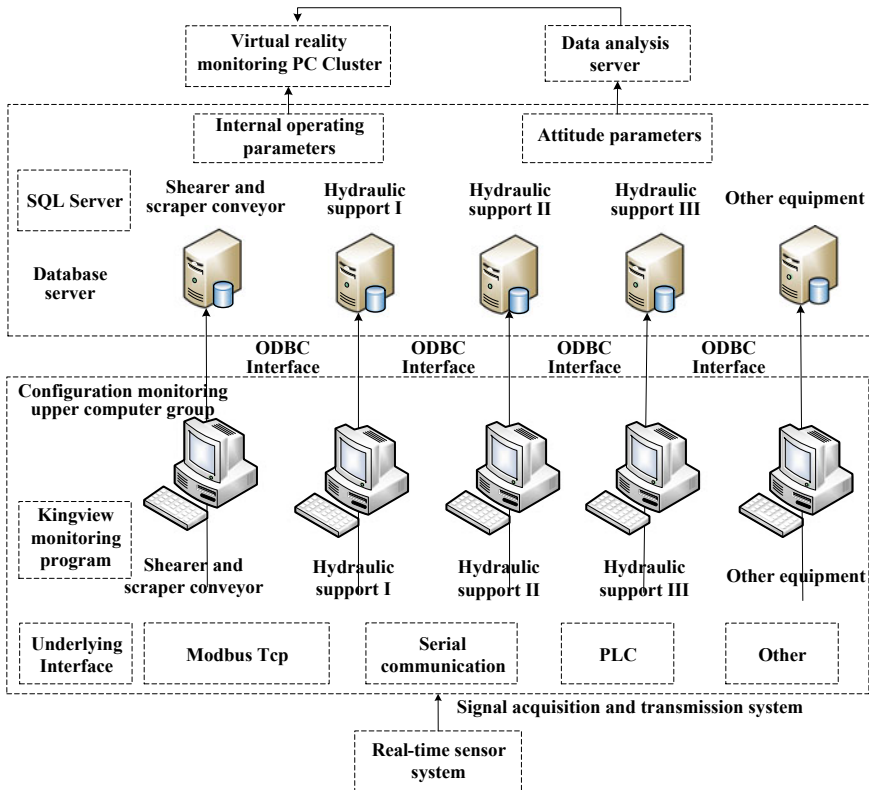 Virtual reality
monitoring PC Cluster
Data analysis
server
Internal operating
parameters
Attitude parameters
SQL Server
Shearer and
scraper conveyor
Hydraulic
support I
Hydraulic
support II
Hydraulic
support III
Other equipment
Database
server
ODBC
Interface
ODBC
Interface
ODBC
Interface
ODBC
Interface
Configuration monitoring
upper computer group
Kingview
monitoring
program
Shearer and
scraper conveyor
Hydraulic
support I
Hydraulic
support II
Hydraulic
support III
Other equipment
Underlying
Interface
Modbus Tcp
Serial
communication
PLC
Other
Signal acquisition and transmission system
Real-time sensor
system